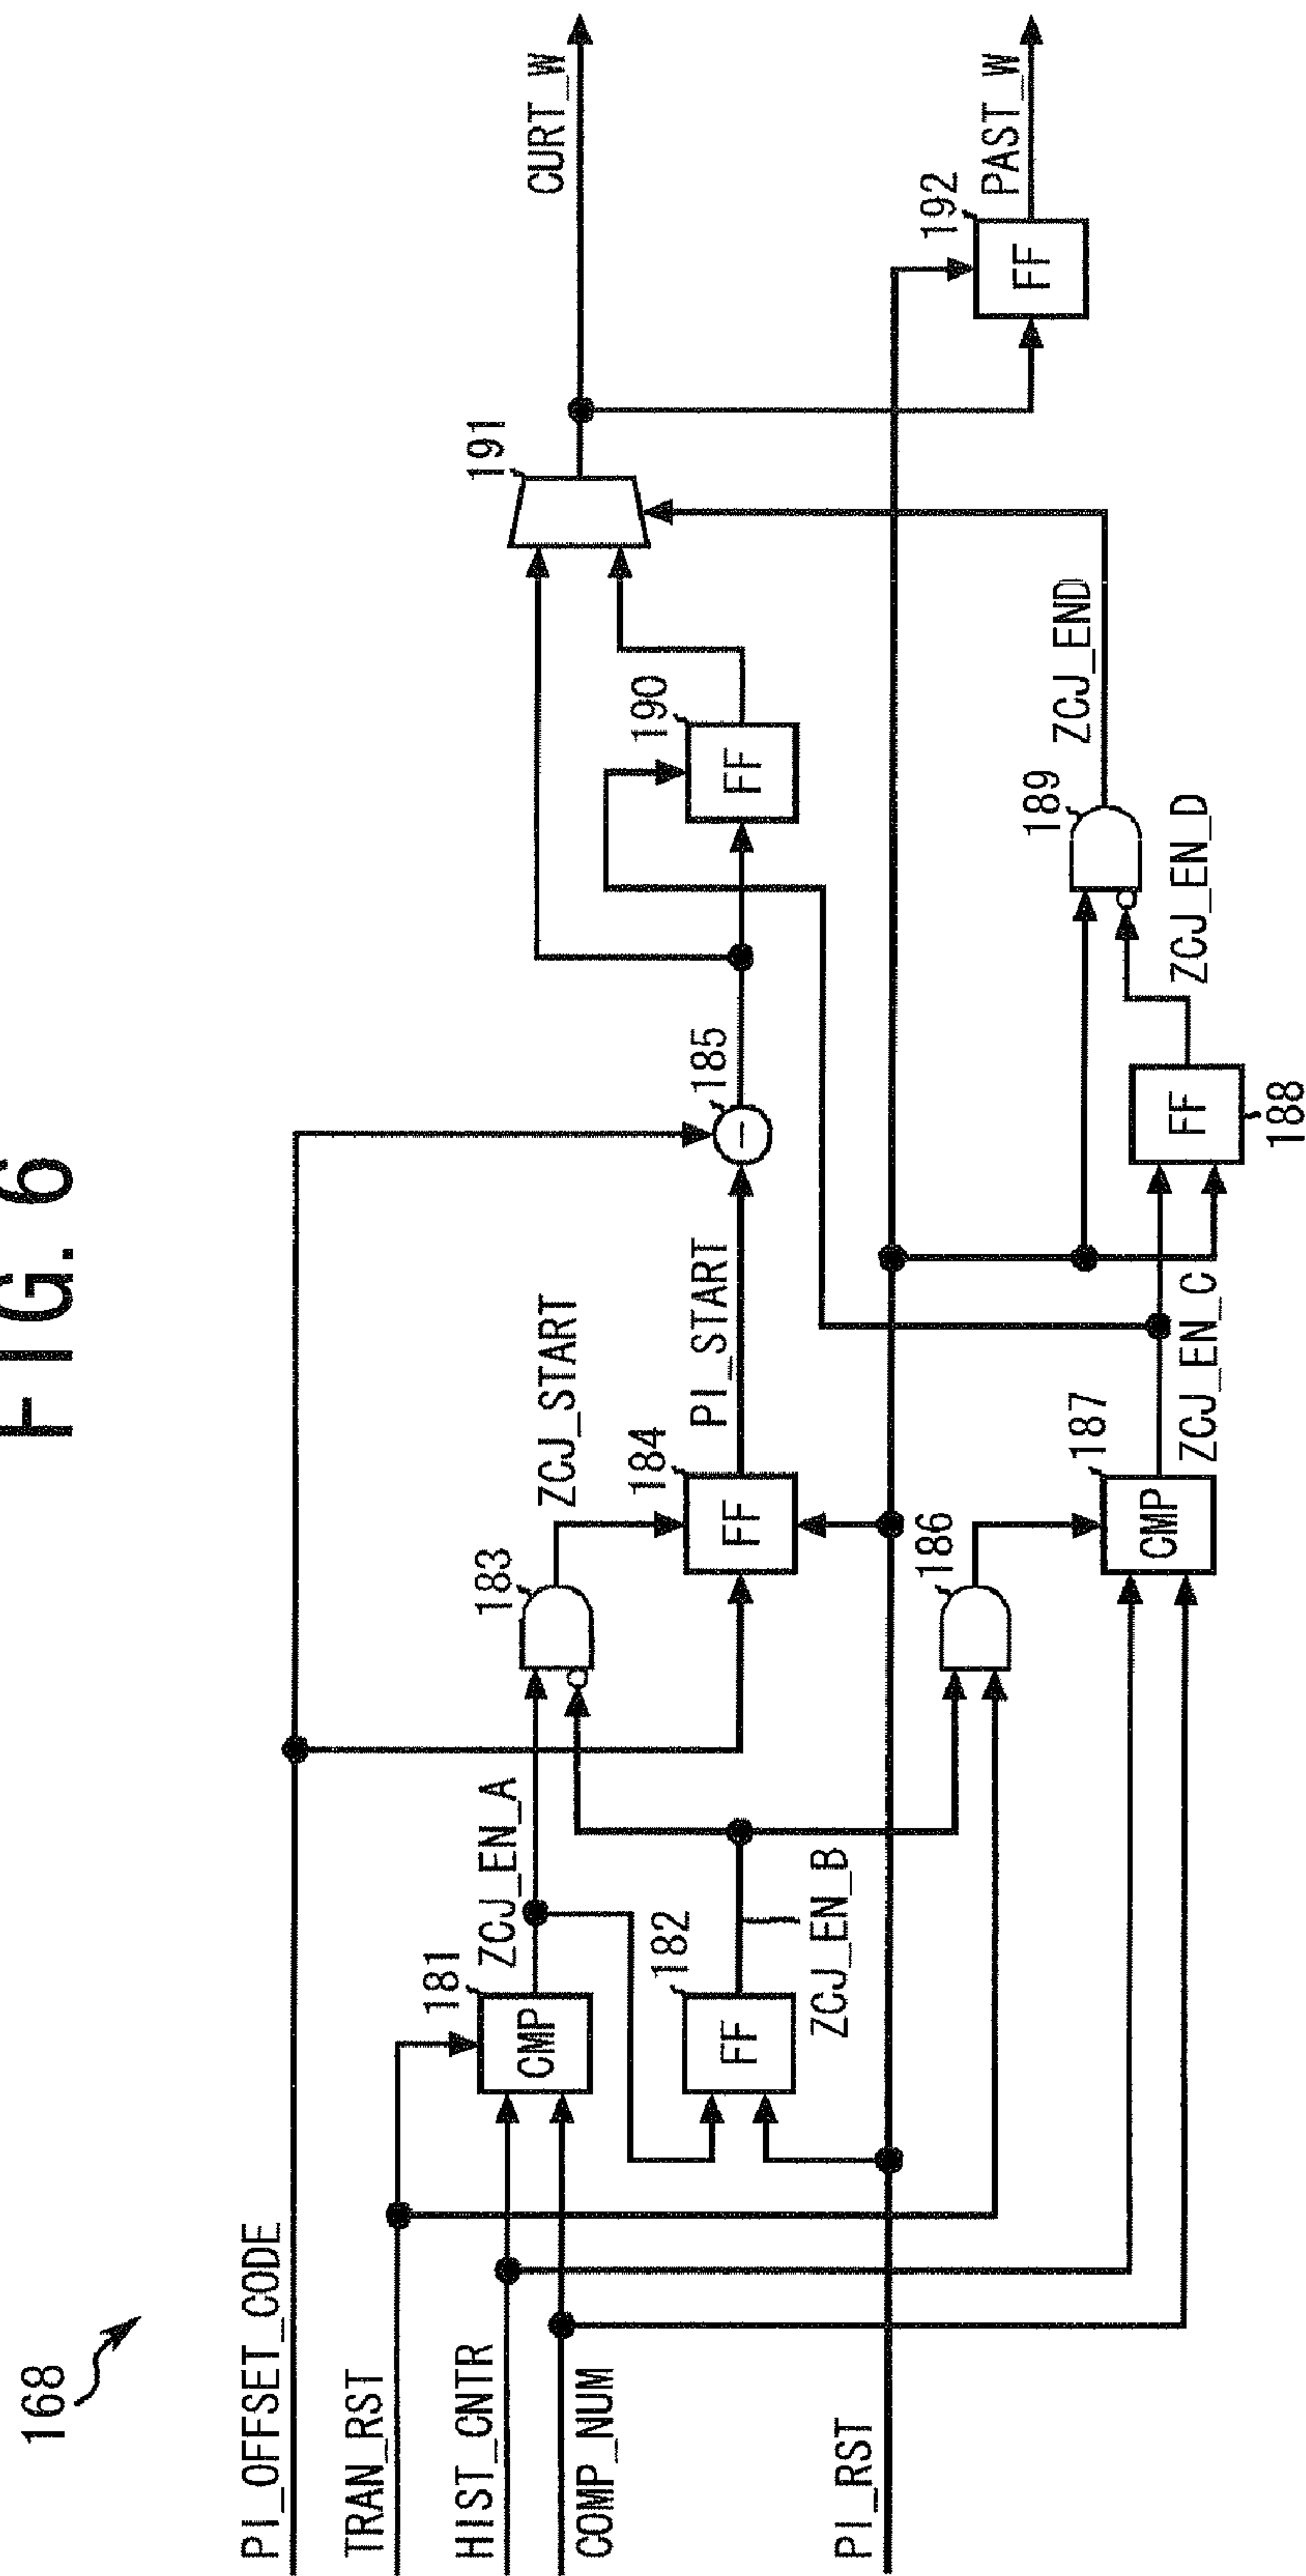 FIG. 6
168
PI_OFFSET_CODE
TRAN_RST
HIST_CNTR
COMP_NUM
PI_RST
181
CMP
ZCJ_EN_A
182
FF
ZCJ_EN_B
183
ZCJ_START
184
FF
PI_START
185
−
186
187
CMP
ZCJ_EN_C
188
FF
ZCJ_EN_D
189
ZCJ_END
190
FF
191
CURT_W
192
FF
PAST_W